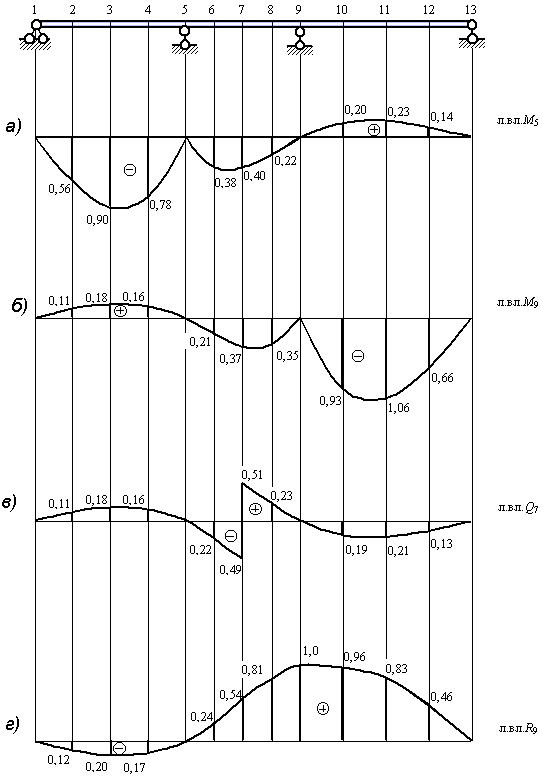 1 2 3 4 5 6 7 8 9 10 11 12 13
а) 0,56 0,90 0,78 0,38 0,40 0,22 0,20 0,23 0,14 л.вл.M5
б) 0,11 0,18 0,16 0,21 0,37 0,35 0,93 1,06 0,66 л.вл.M9
в) 0,11 0,18 0,16 0,22 0,49 0,51 0,23 0,19 0,21 0,13 л.вл.Q7
г) 0,12 0,20 0,17 0,24 0,54 0,81 1,0 0,96 0,83 0,46 л.вл.R9